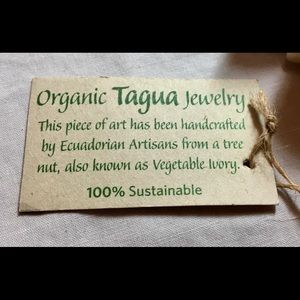 Organic Tagua Jewelry
This piece of art has been handcrafted
by Ecuadorian Artisans from a tree
nut, also known as Vegetable Ivory.
100% Sustainable